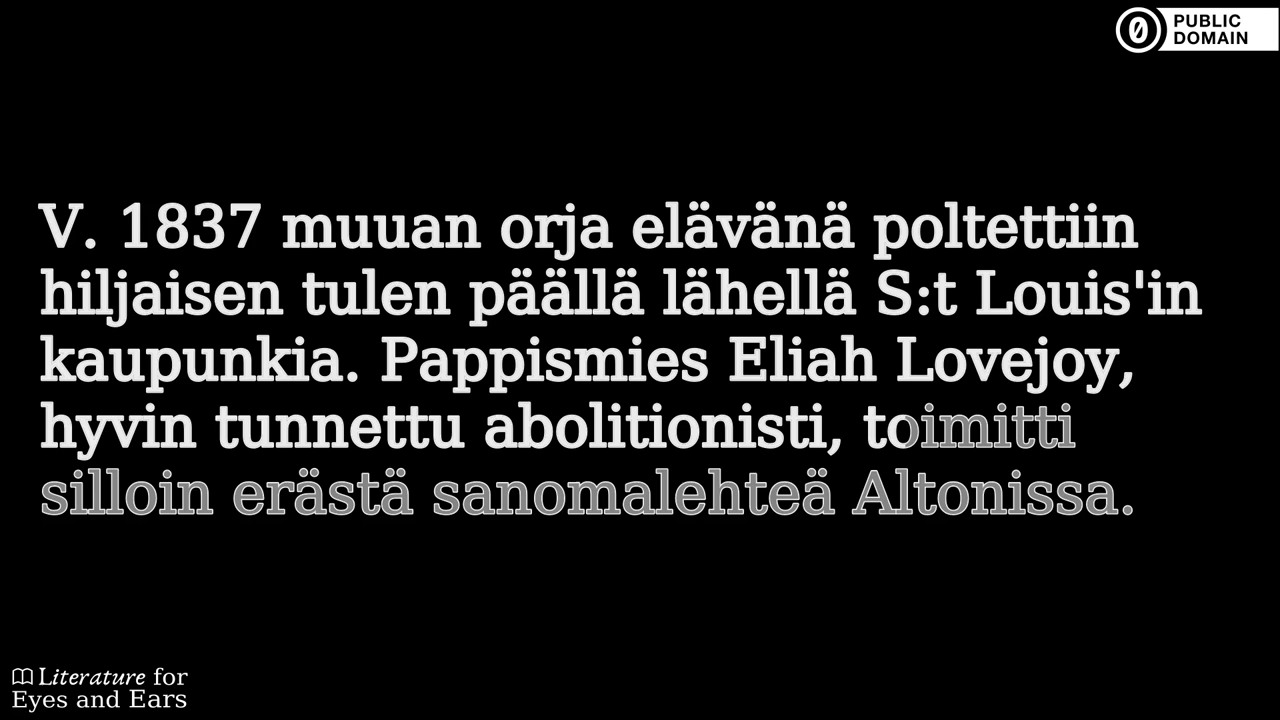 PUBLIC
DOMAIN
V. 1837 muuan orja elävänä poltettiin
hiljaisen tulen päällä lähellä S:t Louis'in
kaupunkia. Pappismies Eliah Lovejoy,
hyvin tunnettu abolitionisti, toimitti
silloin erästä sanomalehteä Altonissa.
Literature for
Eyes and Ears